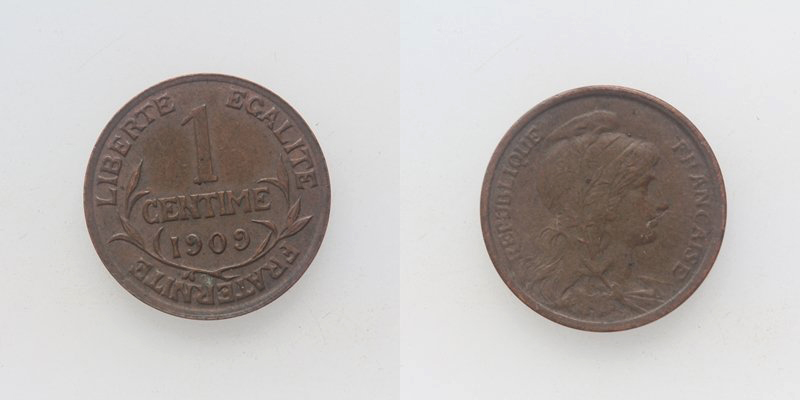 LIBERTE EGALITE
1
CENTIME
1909
FRATERNITE
REPUBLIQUE FRANCAISE